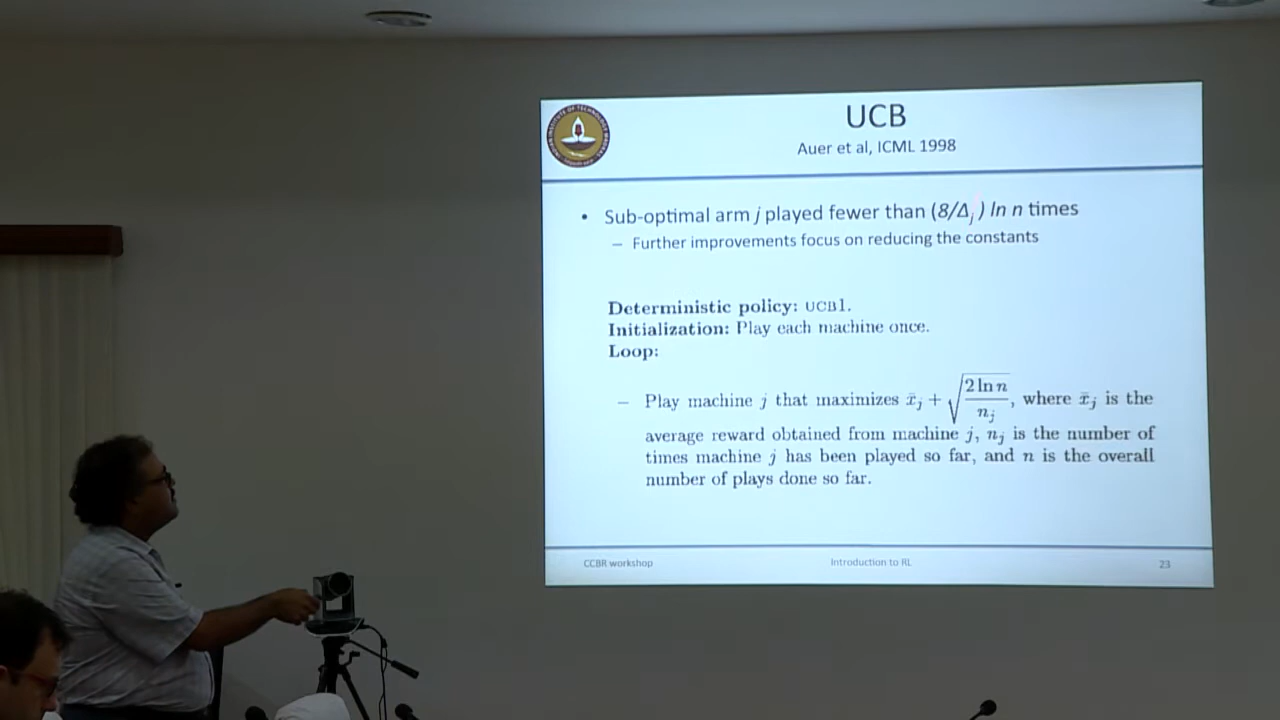 UCB
Auer et al, ICML 1998
• Sub-optimal arm j played fewer than (8/Δj) ln n times
– Further improvements focus on reducing the constants
Deterministic policy: UCB1.
Initialization: Play each machine once.
Loop:
– Play machine j that maximizes x̄j + √(2 ln n / nj), where x̄j is the
average reward obtained from machine j, nj is the number of
times machine j has been played so far, and n is the overall
number of plays done so far.
CCBR workshop
Introduction to RL
23